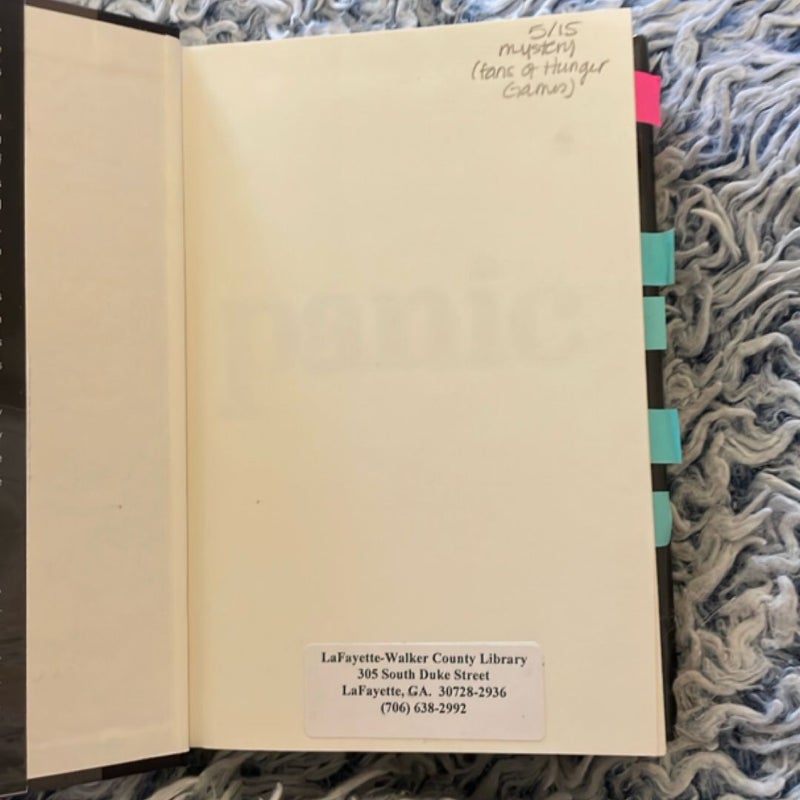 5/15
mystery
(fans of Hunger
Games)
panic
LaFayette-Walker County Library
305 South Duke Street
LaFayette, GA. 30728-2936
(706) 638-2992